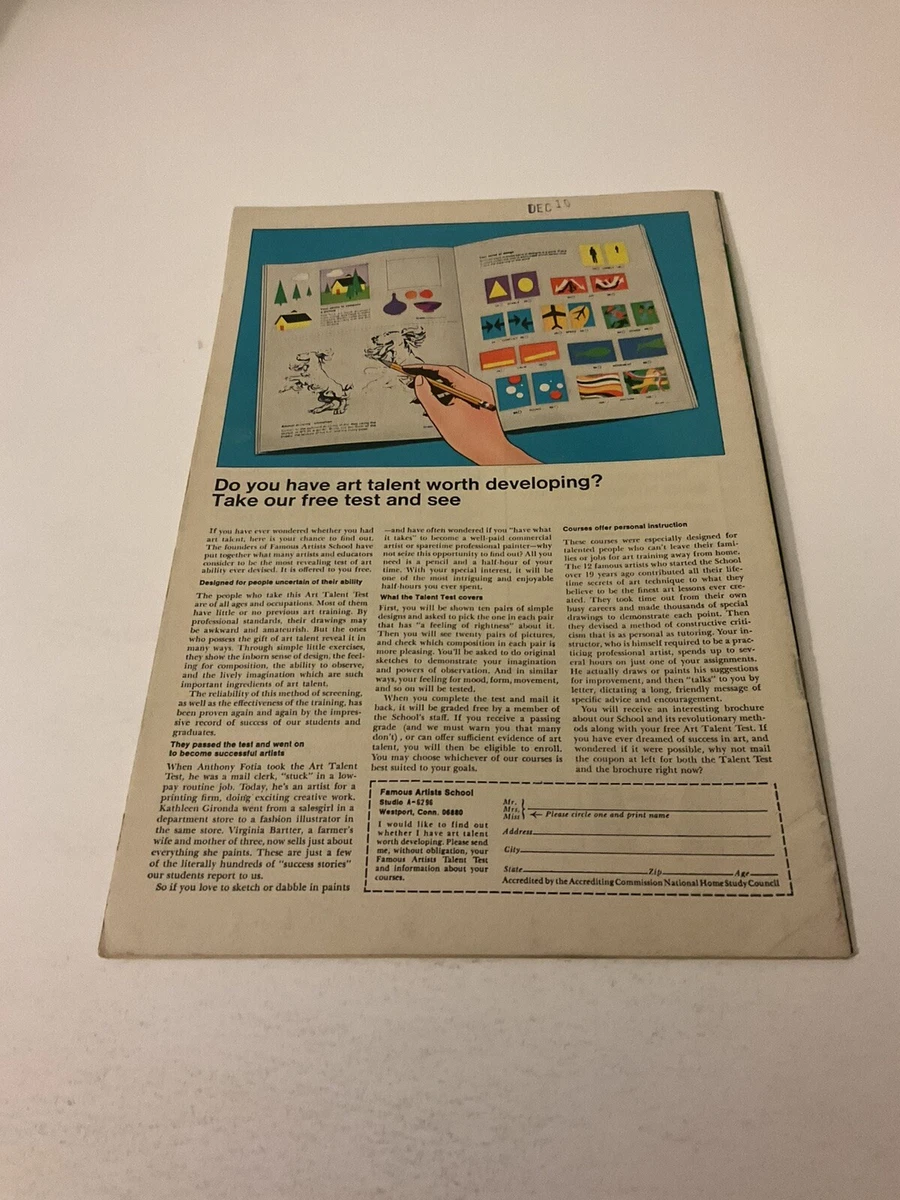 DEC 10
Do you have art talent worth developing?
Take our free test and see
If you have ever wondered whether you had
art talent, here is your chance to find out.
The founders of Famous Artists School have
put together what many artists and educators
consider to be the most revealing test of art
ability ever devised. It is offered to you free.
Designed for people uncertain of their ability
The people who take this Art Talent Test
are of all ages and occupations. Most of them
have little or no previous art training. By
professional standards, their drawings may
be awkward and amateurish. But the ones
who possess the gift of art talent reveal it in
many ways. Through simple little exercises,
they show the inborn sense of design, the feel-
ing for composition, the ability to observe,
and the lively imagination which are such
important ingredients of art talent.
The reliability of this method of screening,
as well as the effectiveness of the training, has
been proven again and again by the impres-
sive record of success of our students and
graduates.
They passed the test and went on
to become successful artists
When Anthony Fotia took the Art Talent
Test, he was a mail clerk, "stuck" in a low-
pay routine job. Today, he's an artist for a
printing firm, doing exciting creative work.
Kathleen Gironda went from a salesgirl in a
department store to a fashion illustrator in
the same store. Virginia Bartter, a farmer's
wife and mother of three, now sells just about
everything she paints. These are just a few
of the literally hundreds of "success stories"
our students report to us.
So if you love to sketch or dabble in paints
—and have often wondered if you "have what
it takes" to become a well-paid commercial
artist or sparetime professional painter—why
not seize this opportunity to find out? All you
need is a pencil and a half-hour of your
time. With your special interest, it will be
one of the most intriguing and enjoyable
half-hours you ever spent.
What the Talent Test covers
First, you will be shown ten pairs of simple
designs and asked to pick the one in each pair
that has "a feeling of rightness" about it.
Then you will see twenty pairs of pictures,
and check which composition in each pair is
more pleasing. You'll be asked to do original
sketches to demonstrate your imagination
and powers of observation. And in similar
ways, your feeling for mood, form, movement,
and so on will be tested.
When you complete the test and mail it
back, it will be graded free by a member of
the School's staff. If you receive a passing
grade (and we must warn you that many
don't), or can offer sufficient evidence of art
talent, you will then be eligible to enroll.
You may choose whichever of our courses is
best suited to your goals.
Courses offer personal instruction
These courses were especially designed for
talented people who can't leave their fami-
lies or jobs for art training away from home.
The 12 famous artists who started the School
over 19 years ago contributed all their life-
time secrets of art technique to what they
believe to be the finest art lessons ever cre-
ated. They took time out from their own
busy careers and made thousands of special
drawings to demonstrate each point. Then
they devised a method of constructive criti-
cism that is as personal as tutoring. Your in-
structor, who is himself required to be a prac-
ticing professional artist, spends up to sev-
eral hours on just one of your assignments.
He actually draws or paints his suggestions
for improvement, and then "talks" to you by
letter, dictating a long, friendly message of
specific advice and encouragement.
You will receive an interesting brochure
about our School and its revolutionary meth-
ods along with your free Art Talent Test. If
you have ever dreamed of success in art, and
wondered if it were possible, why not mail
the coupon at left for both the Talent Test
and the brochure right now?
Famous Artists School
Studio A-6296
Westport, Conn. 06880
I would like to find out
whether I have art talent
worth developing. Please send
me, without obligation, your
Famous Artists Talent Test
and information about your
courses.
Mr.
Mrs.
Miss
Please circle one and print name
Address
City
State Zip Age
Accredited by the Accrediting Commission National Home Study Council